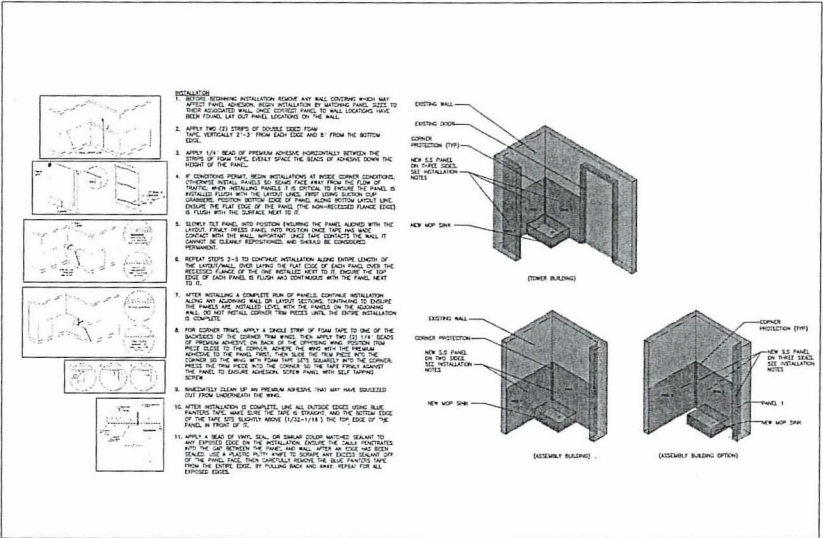 INSTALLATION
1. BEFORE BEGINNING INSTALLATION REMOVE ANY WALL COVERING WHICH MAY
AFFECT PANEL ADHESION. BEGIN INSTALLATION BY MATCHING PANEL SIZES TO
THEIR ASSOCIATED WALL. ONCE CORRECT PANEL TO WALL LOCATIONS HAVE
BEEN FOUND, LAY OUT PANEL LOCATIONS ON THE WALL.
2. APPLY TWO (2) STRIPS OF DOUBLE SIDED FOAM
TAPE, VERTICALLY 2"-3" FROM EACH EDGE AND 8" FROM THE BOTTOM
EDGE.
3. APPLY 1/4" BEAD OF PREMIUM ADHESIVE HORIZONTALLY BETWEEN THE
STRIPS OF FOAM TAPE, EVENLY SPACE THE BEADS OF ADHESIVE DOWN THE
HEIGHT OF THE PANEL.
4. IF CONDITIONS PERMIT, BEGIN INSTALLATIONS AT INSIDE CORNER CONDITIONS,
OTHERWISE INSTALL PANELS SO SEAMS FACE AWAY FROM THE FLOW OF
TRAFFIC. WHEN INSTALLING PANELS IT IS CRITICAL TO ENSURE THE PANEL IS
INSTALLED FLUSH WITH THE LAYOUT LINES. FIRST USING SUCTION CUP
GRABBERS, POSITION BOTTOM EDGE OF PANEL ALONG BOTTOM LAYOUT LINE.
ENSURE THE FLAT EDGE OF THE PANEL (THE NON-RECESSED FLANGE EDGE)
IS FLUSH WITH THE SURFACE NEXT TO IT.
5. SLOWLY TILT PANEL INTO POSITION ENSURING THE PANEL ALIGNED WITH THE
LAYOUT. FIRMLY PRESS PANEL INTO POSITION ONCE TAPE HAS MADE
CONTACT WITH THE WALL. IMPORTANT: ONCE TAPE CONTACTS THE WALL IT
CANNOT BE CLEANLY REPOSITIONED, AND SHOULD BE CONSIDERED
PERMANENT.
6. REPEAT STEPS 2-5 TO CONTINUE INSTALLATION ALONG ENTIRE LENGTH OF
THE LAYOUT/WALL, OVER LAYING THE FLAT EDGE OF EACH PANEL OVER THE
RECESSED FLANGE OF THE ONE INSTALLED NEXT TO IT. ENSURE THE TOP
EDGE OF EACH PANEL IS FLUSH AND CONTINUOUS WITH THE PANEL NEXT
TO IT.
7. AFTER INSTALLING A COMPLETE RUN OF PANELS, CONTINUE INSTALLATION
ALONG ANY ADJOINING WALL OR LAYOUT SECTIONS, CONTINUING TO ENSURE
THE PANELS ARE INSTALLED LEVEL WITH THE PANELS ON THE ADJOINING
WALL. DO NOT INSTALL CORNER TRIM PIECES UNTIL THE ENTIRE INSTALLATION
IS COMPLETE.
8. FOR CORNER TRIMS, APPLY A SINGLE STRIP OF FOAM TAPE TO ONE OF THE
BACKSIDES OF THE CORNER TRIM WINGS. THEN APPLY TWO (2) 1/4" BEADS
OF PREMIUM ADHESIVE ON BACK OF THE OPPOSING WING. POSITION TRIM
PIECE CLOSE TO THE CORNER. ADHERE THE WING WITH THE PREMIUM
ADHESIVE TO THE PANEL FIRST, THEN SLIDE THE TRIM PIECE INTO THE
CORNER SO THE WING WITH FOAM TAPE SETS SQUARELY INTO THE CORNER.
PRESS THE TRIM PIECE INTO THE CORNER SO THE TAPE FIRMLY AGAINST
THE PANEL TO ENSURE ADHESION. SCREW PANEL WITH SELF TAPPING
SCREW.
9. IMMEDIATELY CLEAN UP AN PREMIUM ADHESIVE THAT MAY HAVE SQUEEZED
OUT FROM UNDERNEATH THE WING.
10. AFTER INSTALLATION IS COMPLETE, LINE ALL OUTSIDE EDGES USING BLUE
PAINTERS TAPE. MAKE SURE THE TAPE IS STRAIGHT, AND THE BOTTOM EDGE
OF THE TAPE SITS SLIGHTLY ABOVE (1/32-1/16") THE TOP EDGE OF THE
PANEL IN FRONT OF IT.
11. APPLY A BEAD OF VINYL SEAL, OR SIMILAR COLOR MATCHED SEALANT TO
ANY EXPOSED EDGE ON THE INSTALLATION. ENSURE THE CAULK PENETRATES
INTO THE GAP BETWEEN THE PANEL AND WALL. AFTER AN EDGE HAS BEEN
SEALED, USE A PLASTIC PUTTY KNIFE TO SCRAPE ANY EXCESS SEALANT OFF
OF THE PANEL FACE, THEN CAREFULLY REMOVE THE BLUE PAINTERS TAPE
FROM THE ENTIRE EDGE, BY PULLING BACK AND AWAY. REPEAT FOR ALL
EXPOSED EDGES.
EXISTING WALL
EXISTING DOOR
CORNER
PROTECTION (TYP)
NEW S.S PANEL
ON THREE SIDES.
SEE INSTALLATION
NOTES
NEW MOP SINK
(TOWER BUILDING)
EXISTING WALL
CORNER PROTECTION
NEW S.S PANEL
ON TWO SIDES.
SEE INSTALLATION
NOTES
NEW MOP SINK
(ASSEMBLY BUILDING)
CORNER
PROTECTION (TYP)
NEW S.S PANEL
ON THREE SIDES.
SEE INSTALLATION
NOTES
PANEL 1
NEW MOP SINK
(ASSEMBLY BUILDING OPTION)